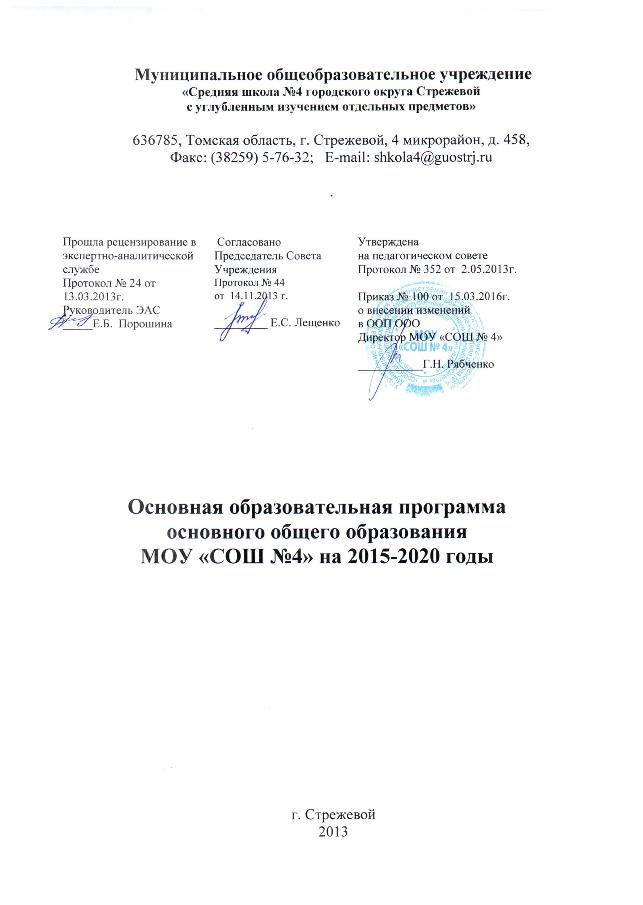 Муниципальное общеобразовательное учреждение
«Средняя школа №4 городского округа Стрежевой
с углубленным изучением отдельных предметов»
636785, Томская область, г. Стрежевой, 4 микрорайон, д. 458,
Факс: (38259) 5-76-32; E-mail: shkola4@guostrj.ru
Прошла рецензирование в
экспертно-аналитической
службе
Протокол № 24 от
13.03.2013г.
Руководитель ЭАС
Е.Б. Порошина
Согласовано
Председатель Совета
Учреждения
Протокол № 44
от 14.11.2013 г.
Е.С. Лещенко
Утверждена
на педагогическом совете
Протокол № 352 от 2.05.2013г.
Приказ № 100 от 15.03.2016г.
о внесении изменений
в ООП ООО
Директор МОУ «СОШ № 4»
Г.Н. Рябченко
МОУ
«СОШ № 4»
Основная образовательная программа
основного общего образования
МОУ «СОШ №4» на 2015-2020 годы
г. Стрежевой
2013